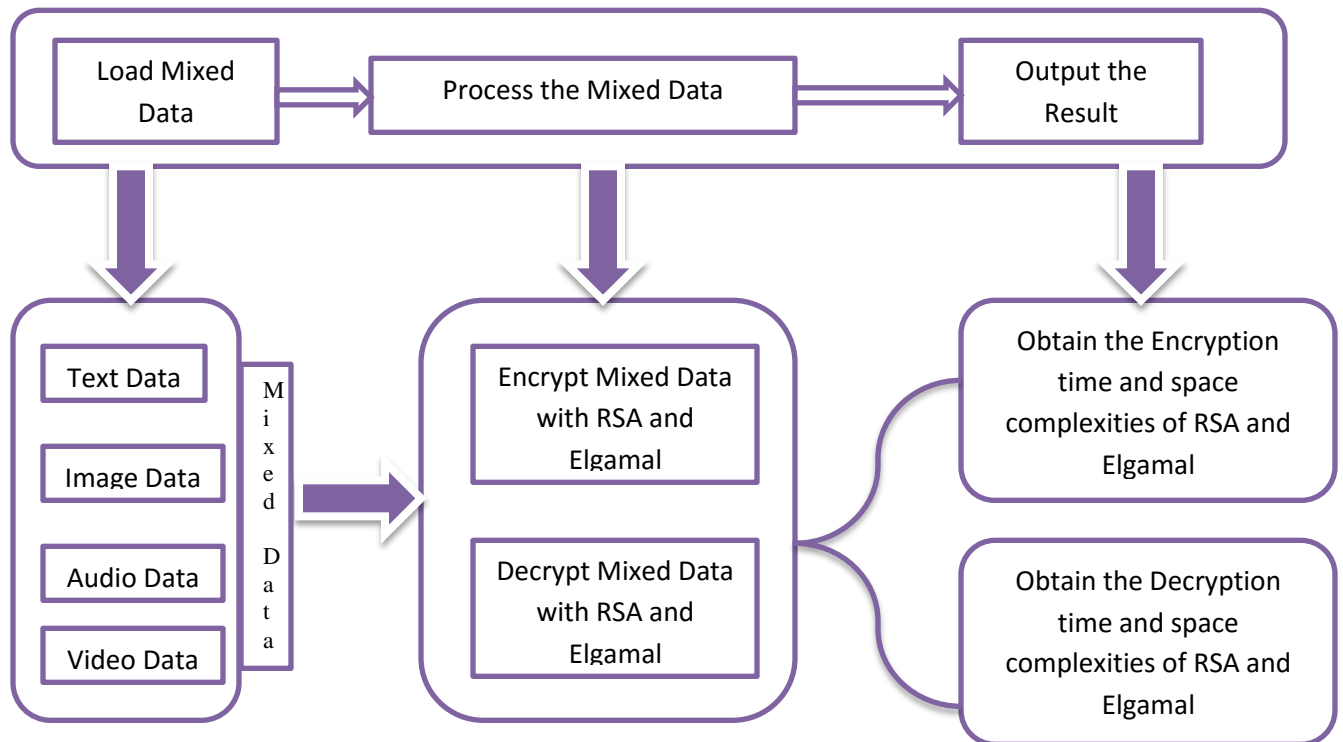 Load Mixed
Data
Process the Mixed Data
Output the
Result
Text Data
Image Data
Audio Data
Video Data
Mixed Data
Encrypt Mixed Data
with RSA and
Elgamal
Decrypt Mixed Data
with RSA and
Elgamal
Obtain the Encryption
time and space
complexities of RSA and
Elgamal
Obtain the Decryption
time and space
complexities of RSA and
Elgamal